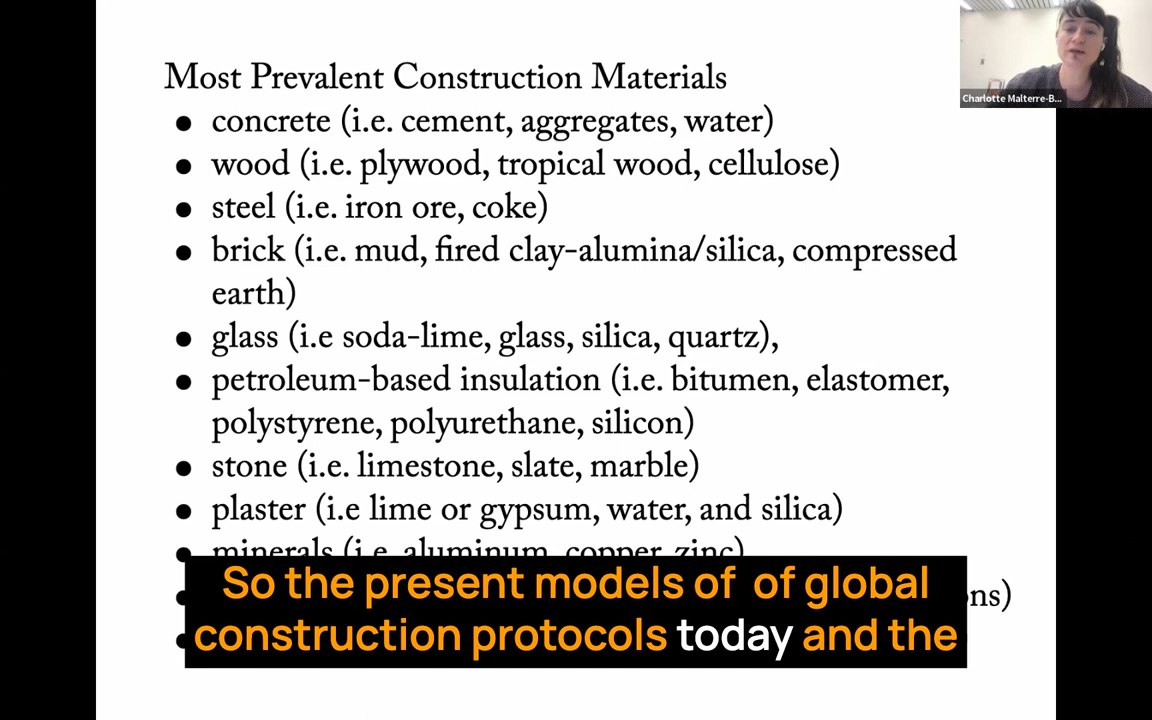 Most Prevalent Construction Materials
● concrete (i.e. cement, aggregates, water)
● wood (i.e. plywood, tropical wood, cellulose)
● steel (i.e. iron ore, coke)
● brick (i.e. mud, fired clay-alumina/silica, compressed
earth)
● glass (i.e soda-lime, glass, silica, quartz),
● petroleum-based insulation (i.e. bitumen, elastomer,
polystyrene, polyurethane, silicon)
● stone (i.e. limestone, slate, marble)
● plaster (i.e lime or gypsum, water, and silica)
● minerals (i.e. aluminum, copper, zinc)
ons)
Charlotte Malterre-B...
So the present models of of global
construction protocols today and the